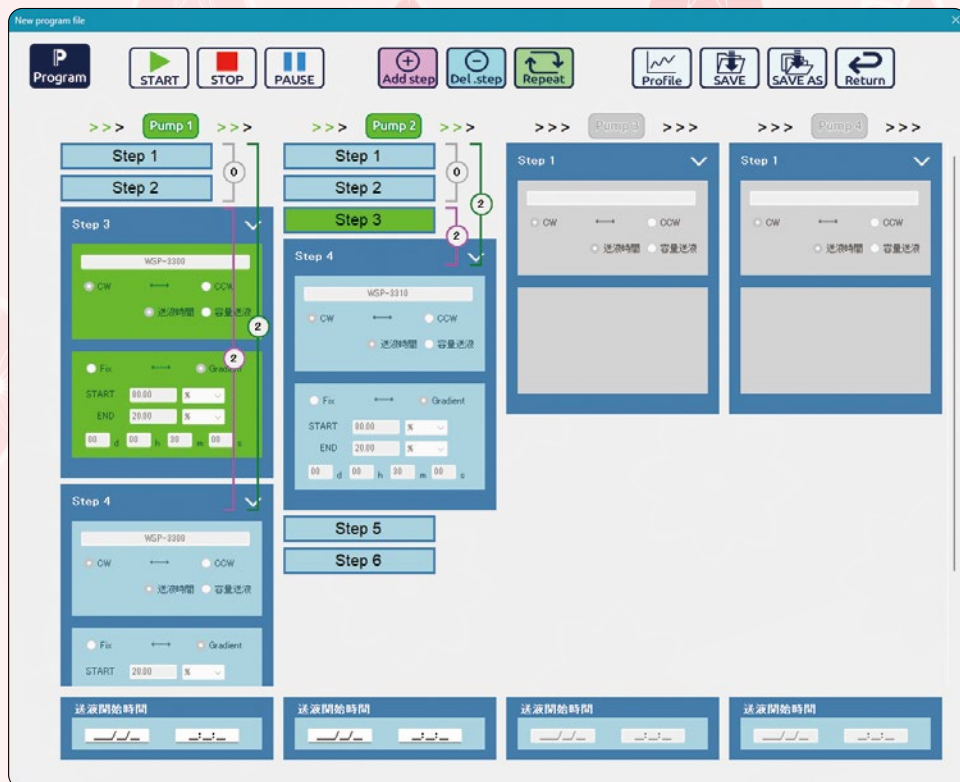 New program file
P
Program
START
STOP
PAUSE
Add step
Del .step
Repeat
Profile
SAVE
SAVE AS
Return
>>> Pump 1 >>>
Step 1
Step 2
0
Step 3
WSP-3300
CW
CCW
送液時間 容量送液
2
2
Fix
Gradient
START 80.00 %
END 20.00 %
00 d 00 h 30 m 00 s
Step 4
WSP-3300
CW
CCW
送液時間 容量送液
Fix
Gradient
START 20.00 %
送液開始時間
__/_/_ _:_:_
>>> Pump 2 >>>
Step 1
Step 2
0
2
Step 3
2
Step 4
WSP-3310
CW
CCW
送液時間 容量送液
Fix
Gradient
START 80.00 %
END 20.00 %
00 d 00 h 30 m 00 s
Step 5
Step 6
送液開始時間
__/_/_ _:_:_
>>> Pump 3 >>>
Step 1
CW
CCW
送液時間 容量送液
送液開始時間
__/_/_ _:_:_
>>> Pump 4 >>>
Step 1
CW
CCW
送液時間 容量送液
送液開始時間
__/_/_ _:_:_